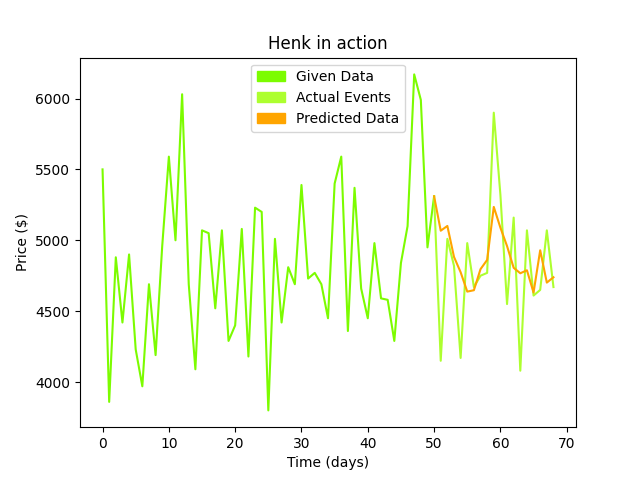 Henk in action
Given Data
Actual Events
Predicted Data
Price ($)
6000
5500
5000
4500
4000
0 10 20 30 40 50 60 70
Time (days)